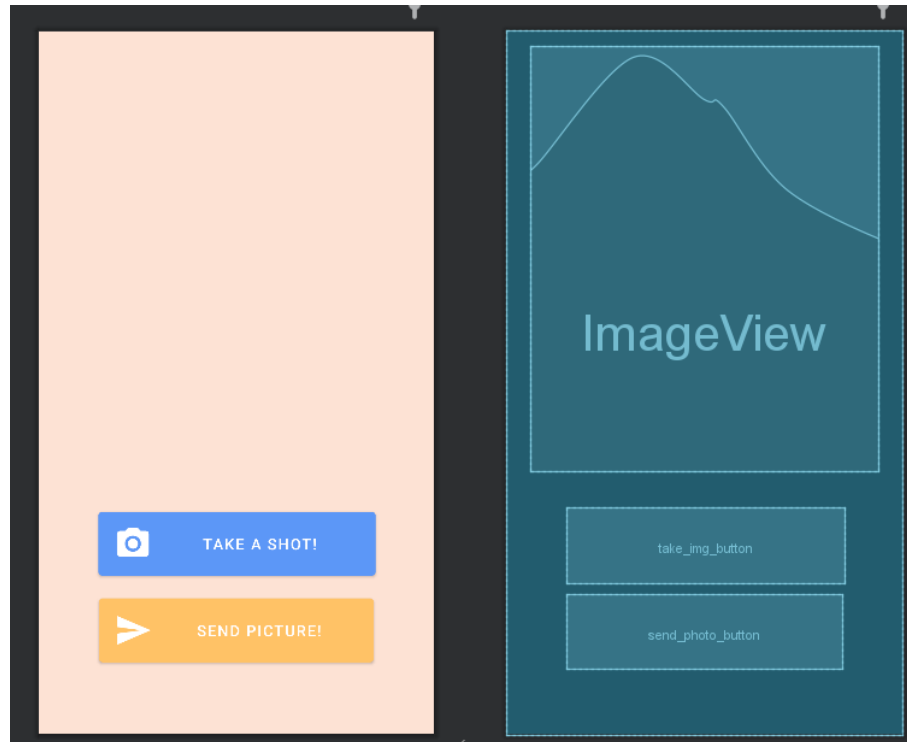 TAKE A SHOT!
SEND PICTURE!
ImageView
take_img_button
send_photo_button